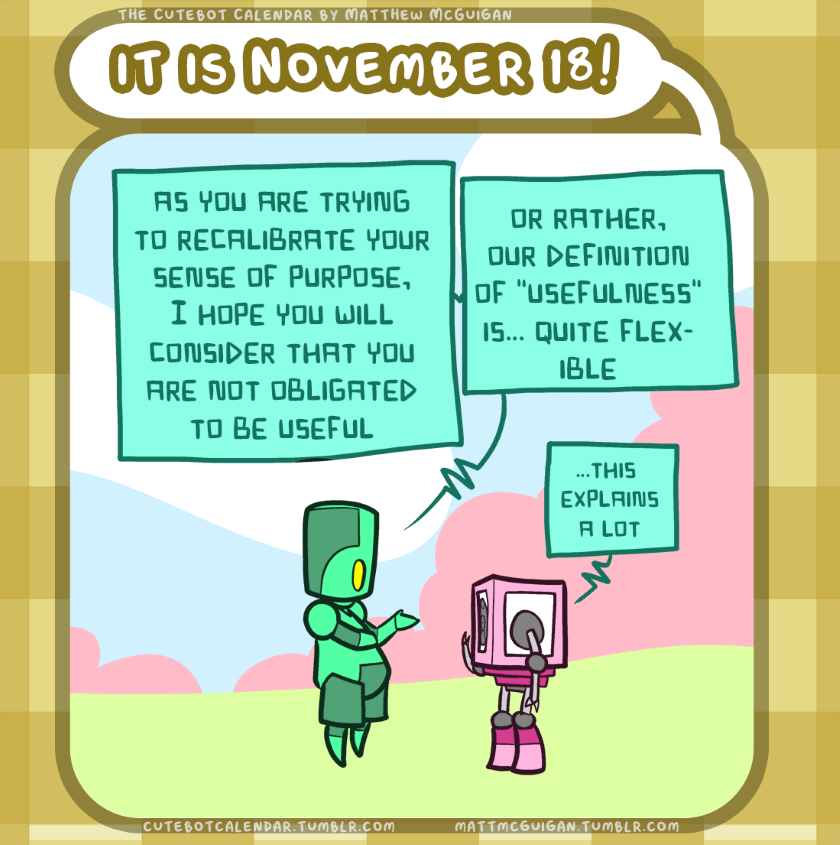 THE CUTEBOT CALENDAR BY MATTHEW MCGUIGAN
IT IS NOVEMBER 18!
AS YOU ARE TRYING
TO RECALIBRATE YOUR
SENSE OF PURPOSE,
I HOPE YOU WILL
CONSIDER THAT YOU
ARE NOT OBLIGATED
TO BE USEFUL
OR RATHER,
OUR DEFINITION
OF "USEFULNESS"
IS... QUITE FLEX-
IBLE
...THIS
EXPLAINS
A LOT
CUTEBOTCALENDAR.TUMBLR.COM
MATTMCGUIGAN.TUMBLR.COM